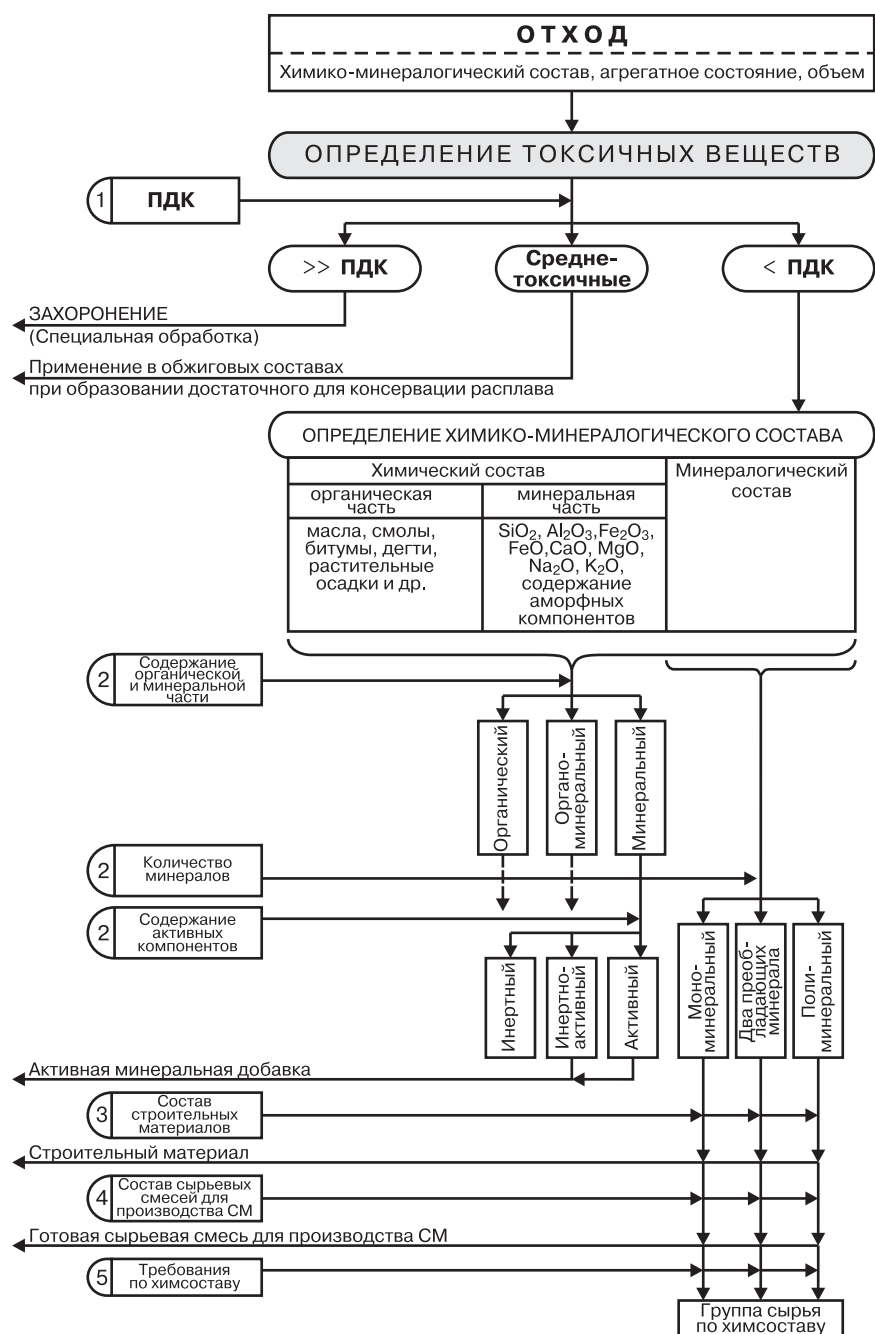 ОТХОД
Химико-минералогический состав, агрегатное состояние, объем
ОПРЕДЕЛЕНИЕ ТОКСИЧНЫХ ВЕЩЕСТВ
1 ПДК
>> ПДК
Средне-
токсичные
< ПДК
ЗАХОРОНЕНИЕ
(Специальная обработка)
Применение в обжиговых составах
при образовании достаточного для консервации расплава
ОПРЕДЕЛЕНИЕ ХИМИКО-МИНЕРАЛОГИЧЕСКОГО СОСТАВА
Химический состав
Минералогический
состав
органическая
часть
минеральная
часть
масла, смолы,
битумы, дегти,
растительные
осадки и др.
SiO₂, Al₂O₃,Fe₂O₃,
FeO,CaO, MgO,
Na₂O, K₂O,
содержание
аморфных
компонентов
2 Содержание
органической
и минеральной
части
Органический
Органо-
минеральный
Минеральный
2 Количество
минералов
2 Содержание
активных
компонентов
Инертный
Инертно-
активный
Активный
Моно-
минеральный
Два преоб-
ладающих
минерала
Поли-
минеральный
Активная минеральная добавка
3 Состав
строительных
материалов
Строительный материал
4 Состав сырьевых
смесей для
производства СМ
Готовая сырьевая смесь для производства СМ
5 Требования
по химсоставу
Группа сырья
по химсоставу